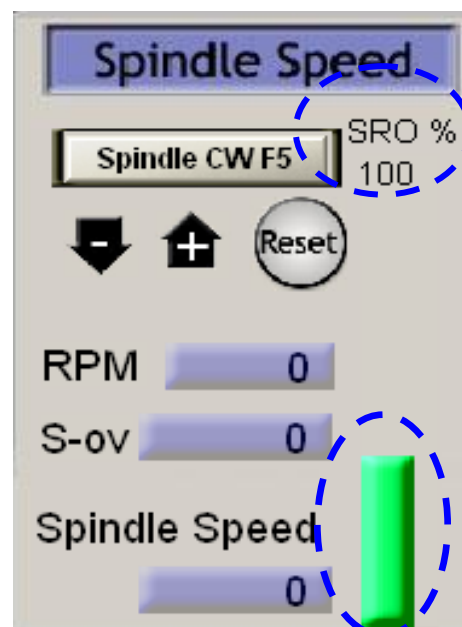 Spindle Speed
SRO %
Spindle CW F5
100
-
+
Reset
RPM 0
S-ov 0
Spindle Speed
0